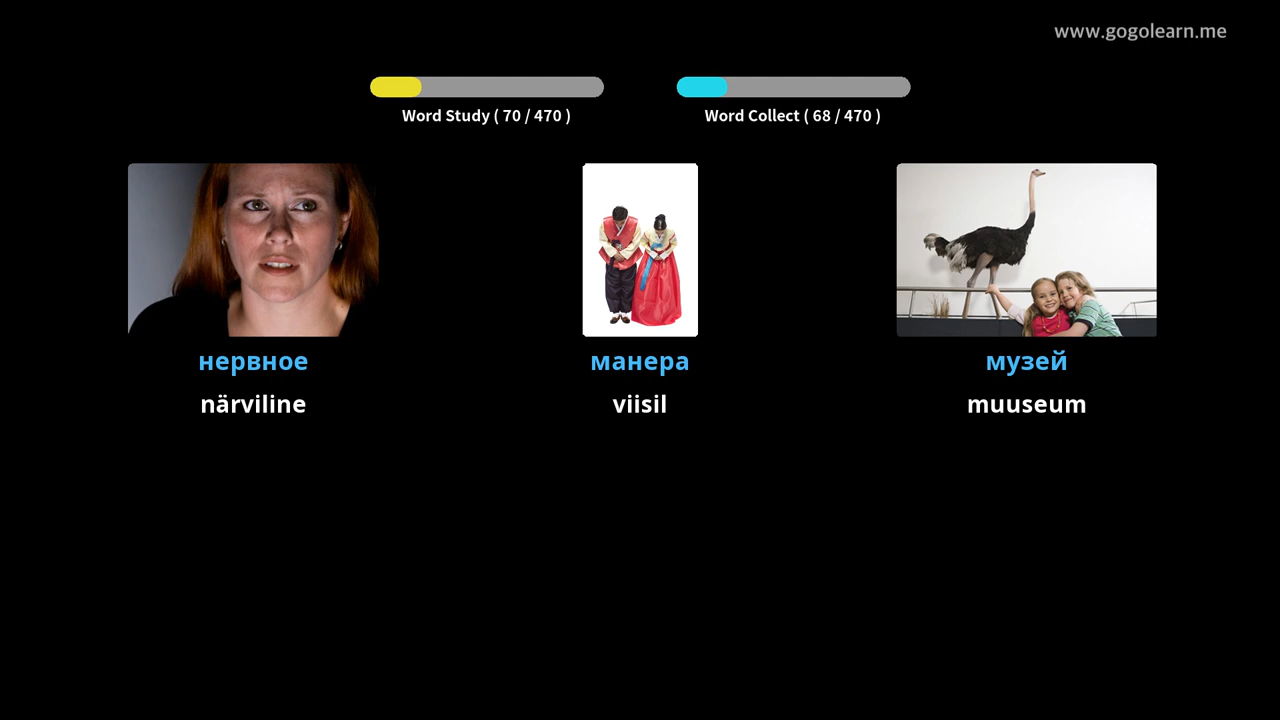 www.gogolearn.me
Word Study ( 70 / 470 )
Word Collect ( 68 / 470 )
нервное
närviline
манера
viisil
музей
muuseum